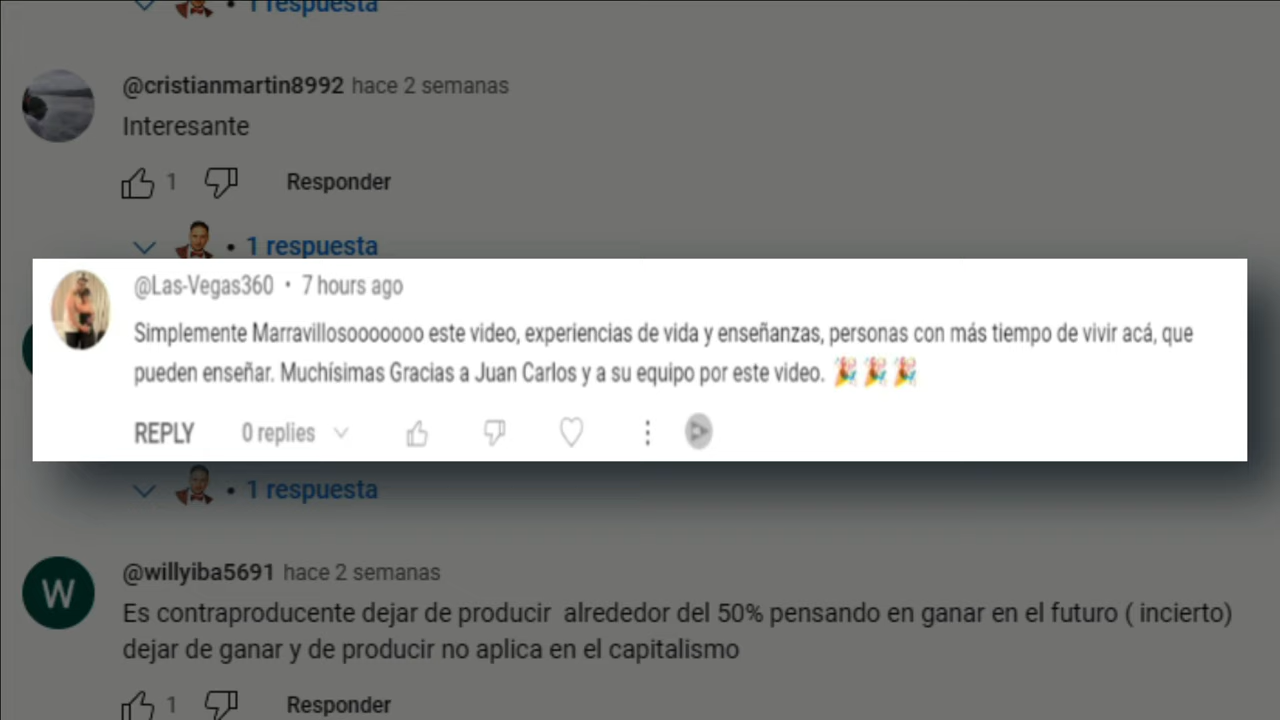 1 respuesta
@cristianmartin8992 hace 2 semanas
Interesante
1 Responder
1 respuesta
@Las-Vegas360 • 7 hours ago
Simplemente Marravillosooooooo este video, experiencias de vida y enseñanzas, personas con más tiempo de vivir acá, que
pueden enseñar. Muchísimas Gracias a Juan Carlos y a su equipo por este video. 🎉🎉🎉
REPLY 0 replies
1 respuesta
W
@willyiba5691 hace 2 semanas
Es contraproducente dejar de producir alrededor del 50% pensando en ganar en el futuro ( incierto)
dejar de ganar y de producir no aplica en el capitalismo
1 Responder